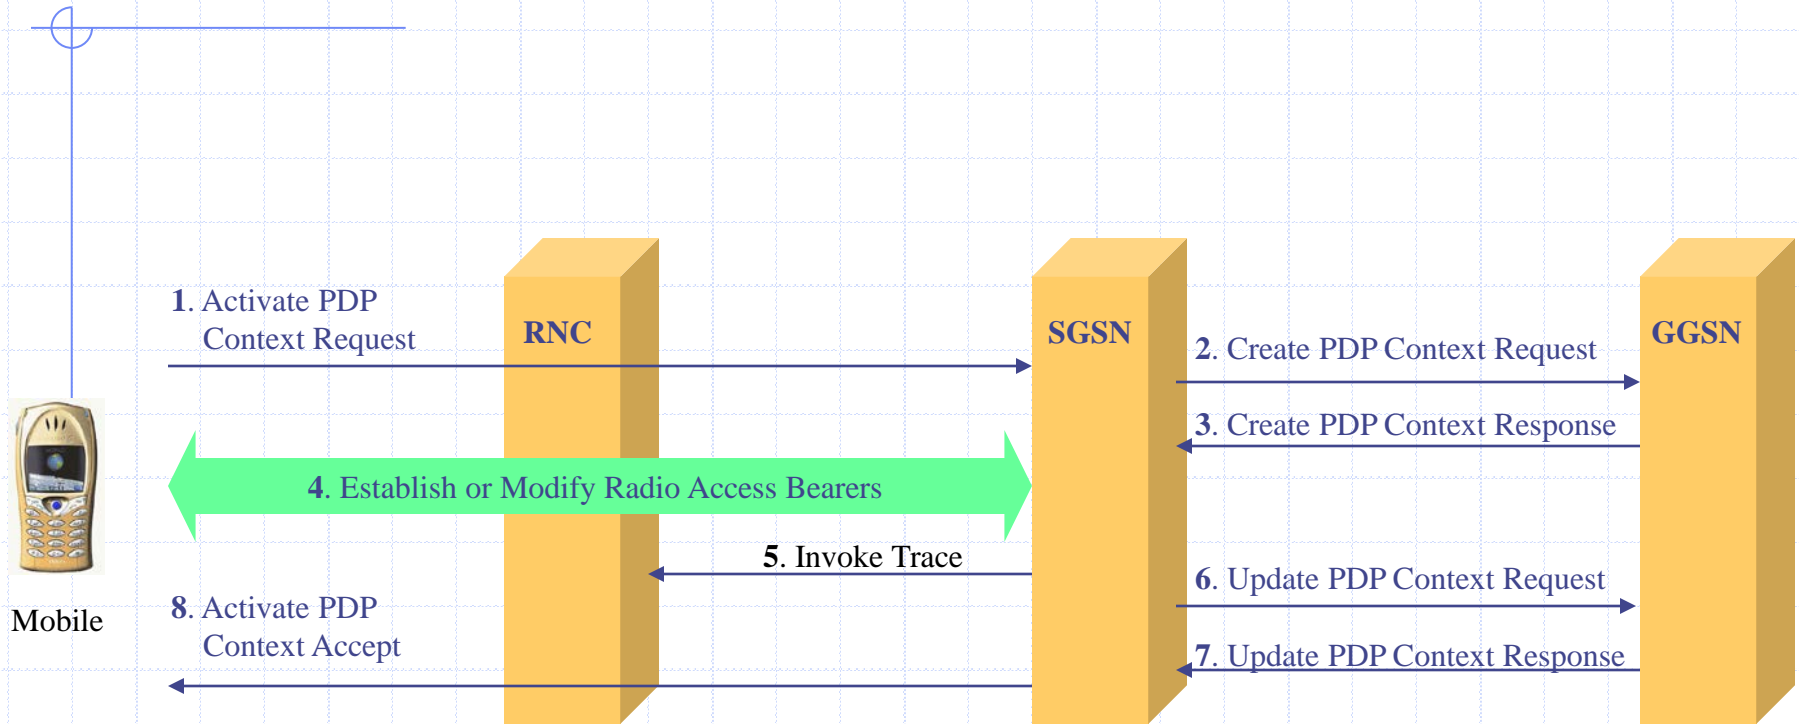 1. Activate PDP
Context Request
RNC
SGSN
GGSN
2. Create PDP Context Request
3. Create PDP Context Response
4. Establish or Modify Radio Access Bearers
5. Invoke Trace
6. Update PDP Context Request
Mobile
8. Activate PDP
Context Accept
7. Update PDP Context Response